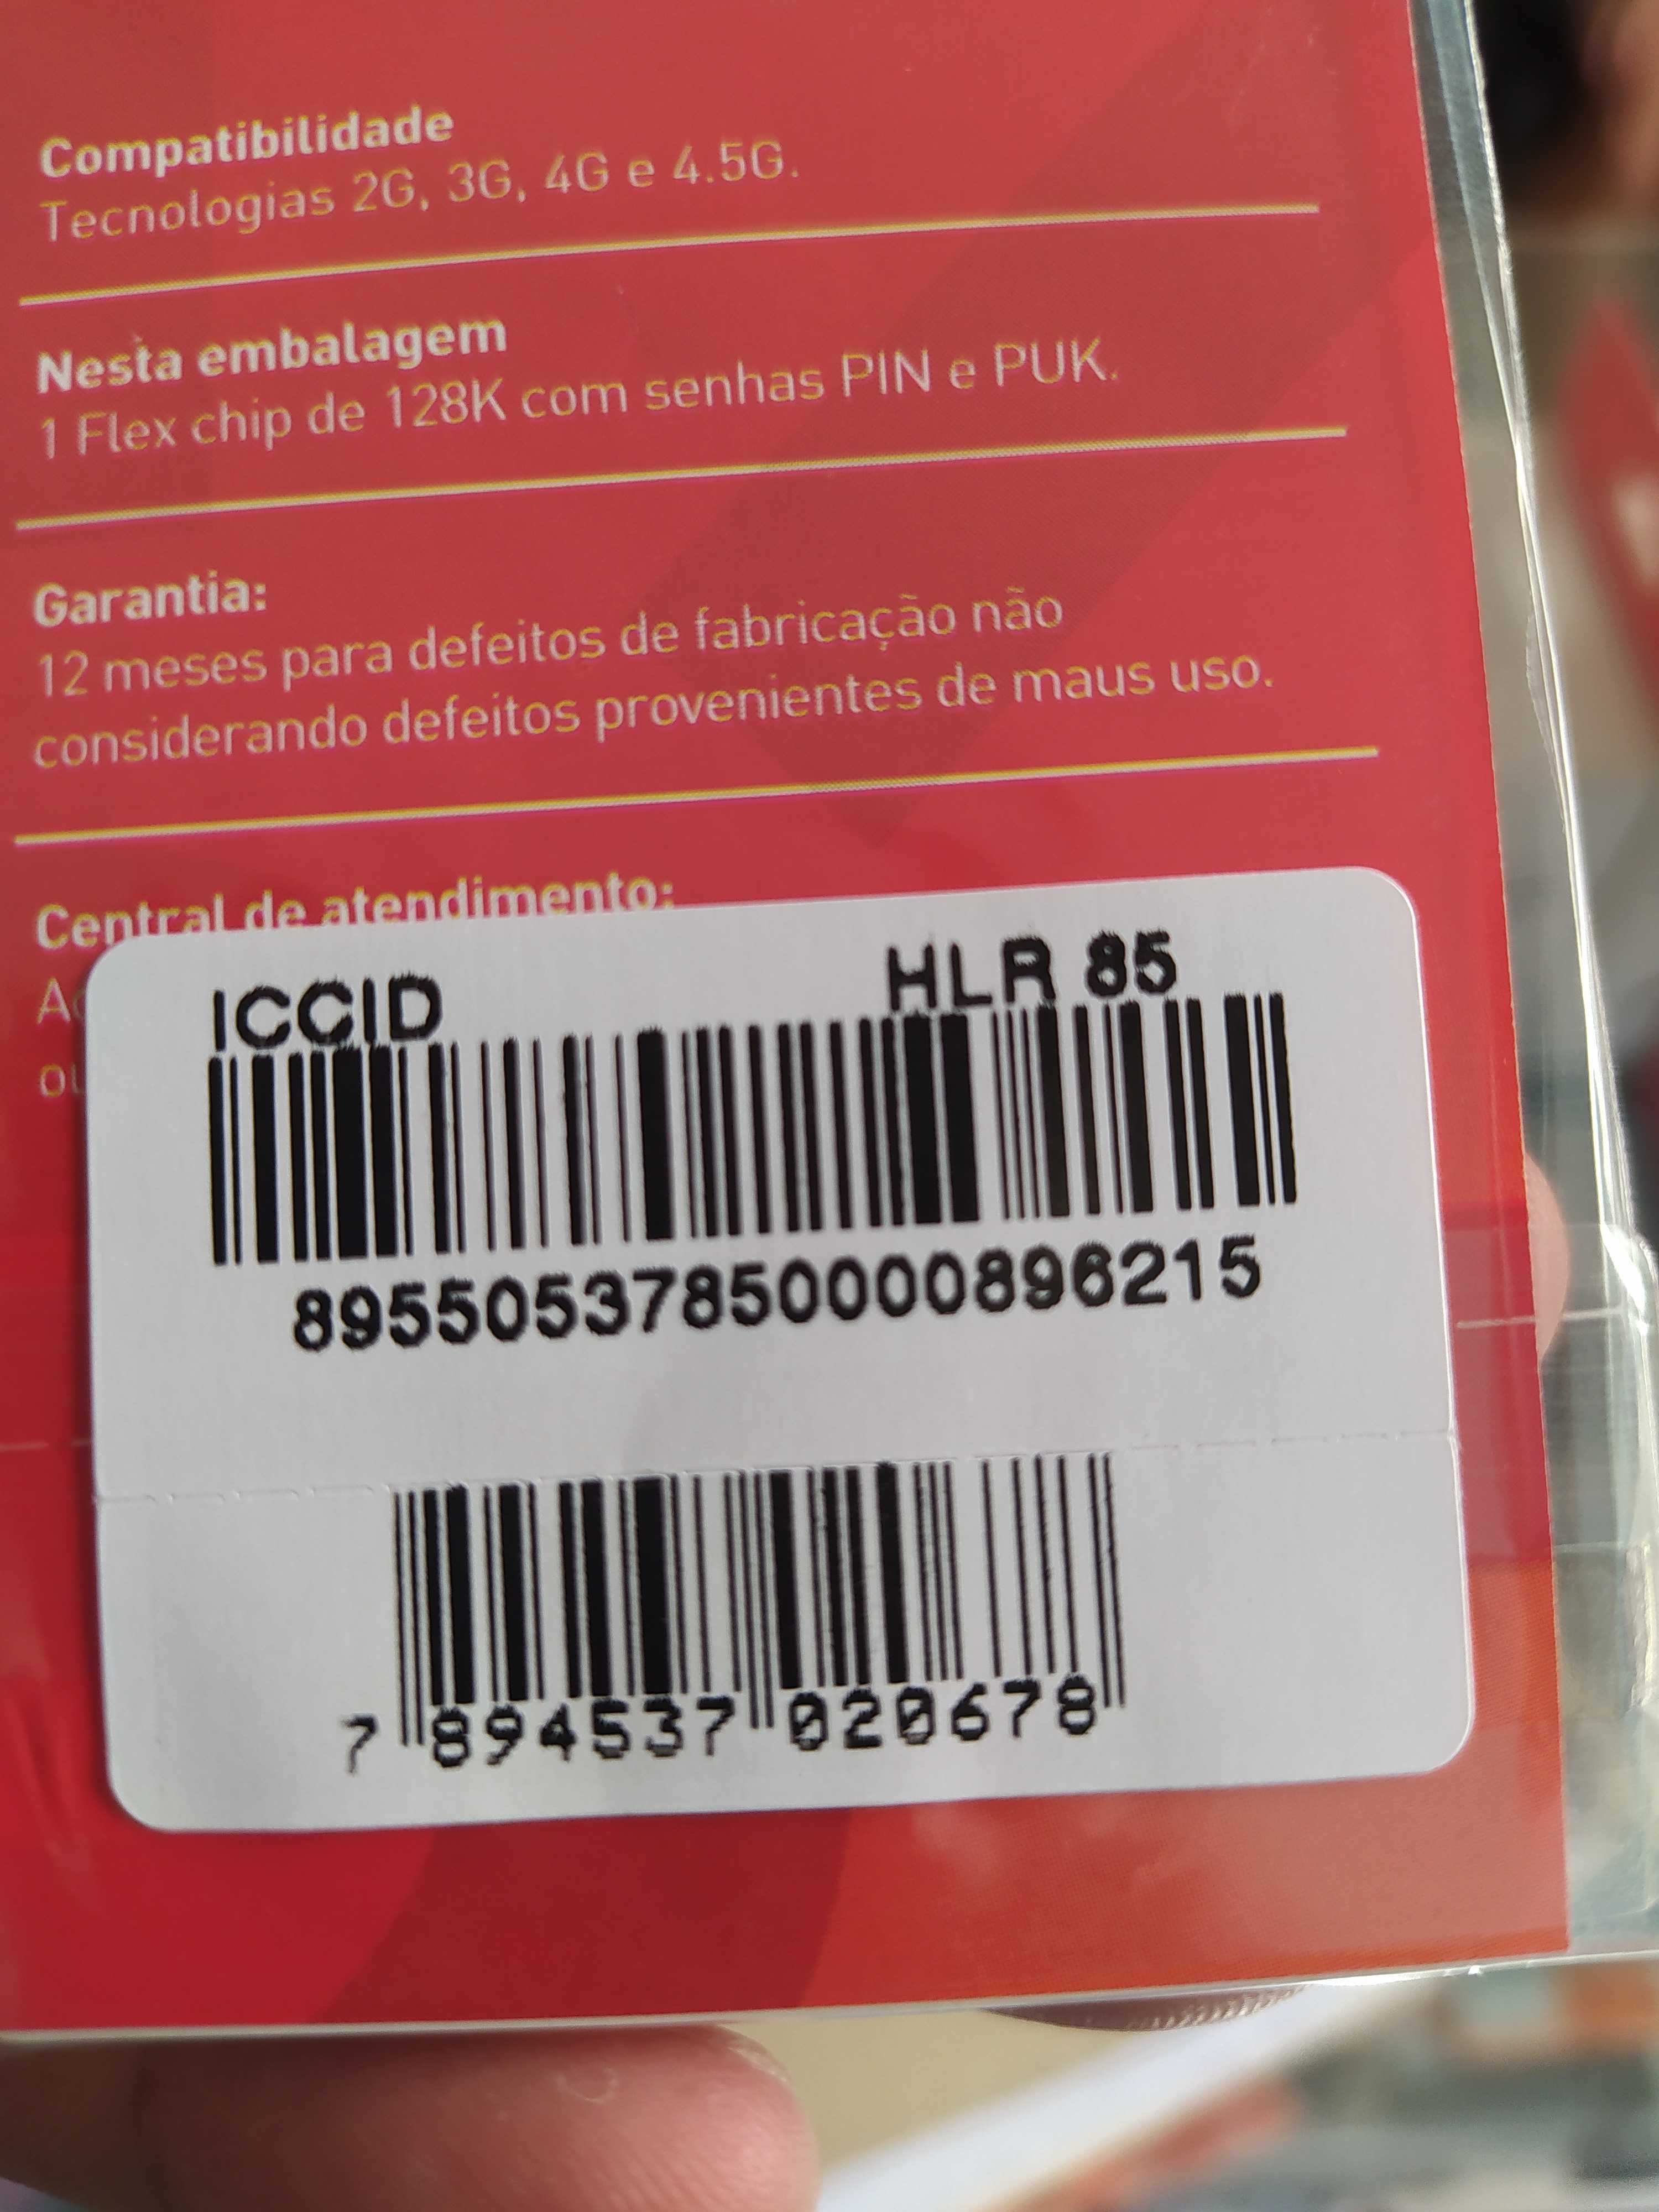 Compatibilidade
Tecnologias 2G, 3G, 4G e 4.5G.
Nesta embalagem
1 Flex chip de 128K com senhas PIN e PUK.
Garantia:
12 meses para defeitos de fabricação não
considerando defeitos provenientes de maus uso.
Central de atendimento:
ICCID HLR 85
89550537850000896215
7 894537 020678